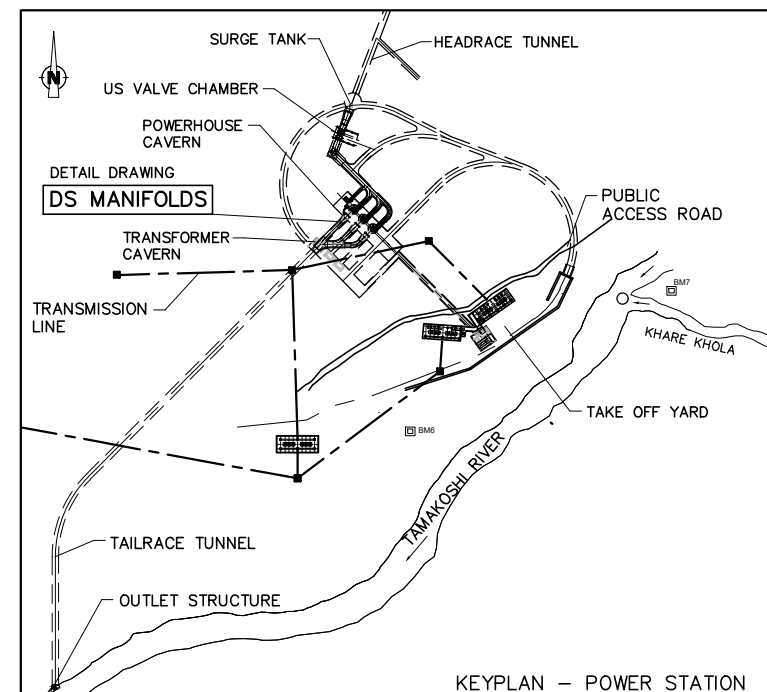 SURGE TANK
HEADRACE TUNNEL
N
US VALVE CHAMBER
POWERHOUSE
CAVERN
DETAIL DRAWING
DS MANIFOLDS
PUBLIC
ACCESS ROAD
TRANSFORMER
CAVERN
TRANSMISSION
LINE
BM7
KHARE KHOLA
TAKE OFF YARD
BM6
TAMAKOSHI RIVER
TAILRACE TUNNEL
OUTLET STRUCTURE
KEYPLAN – POWER STATION